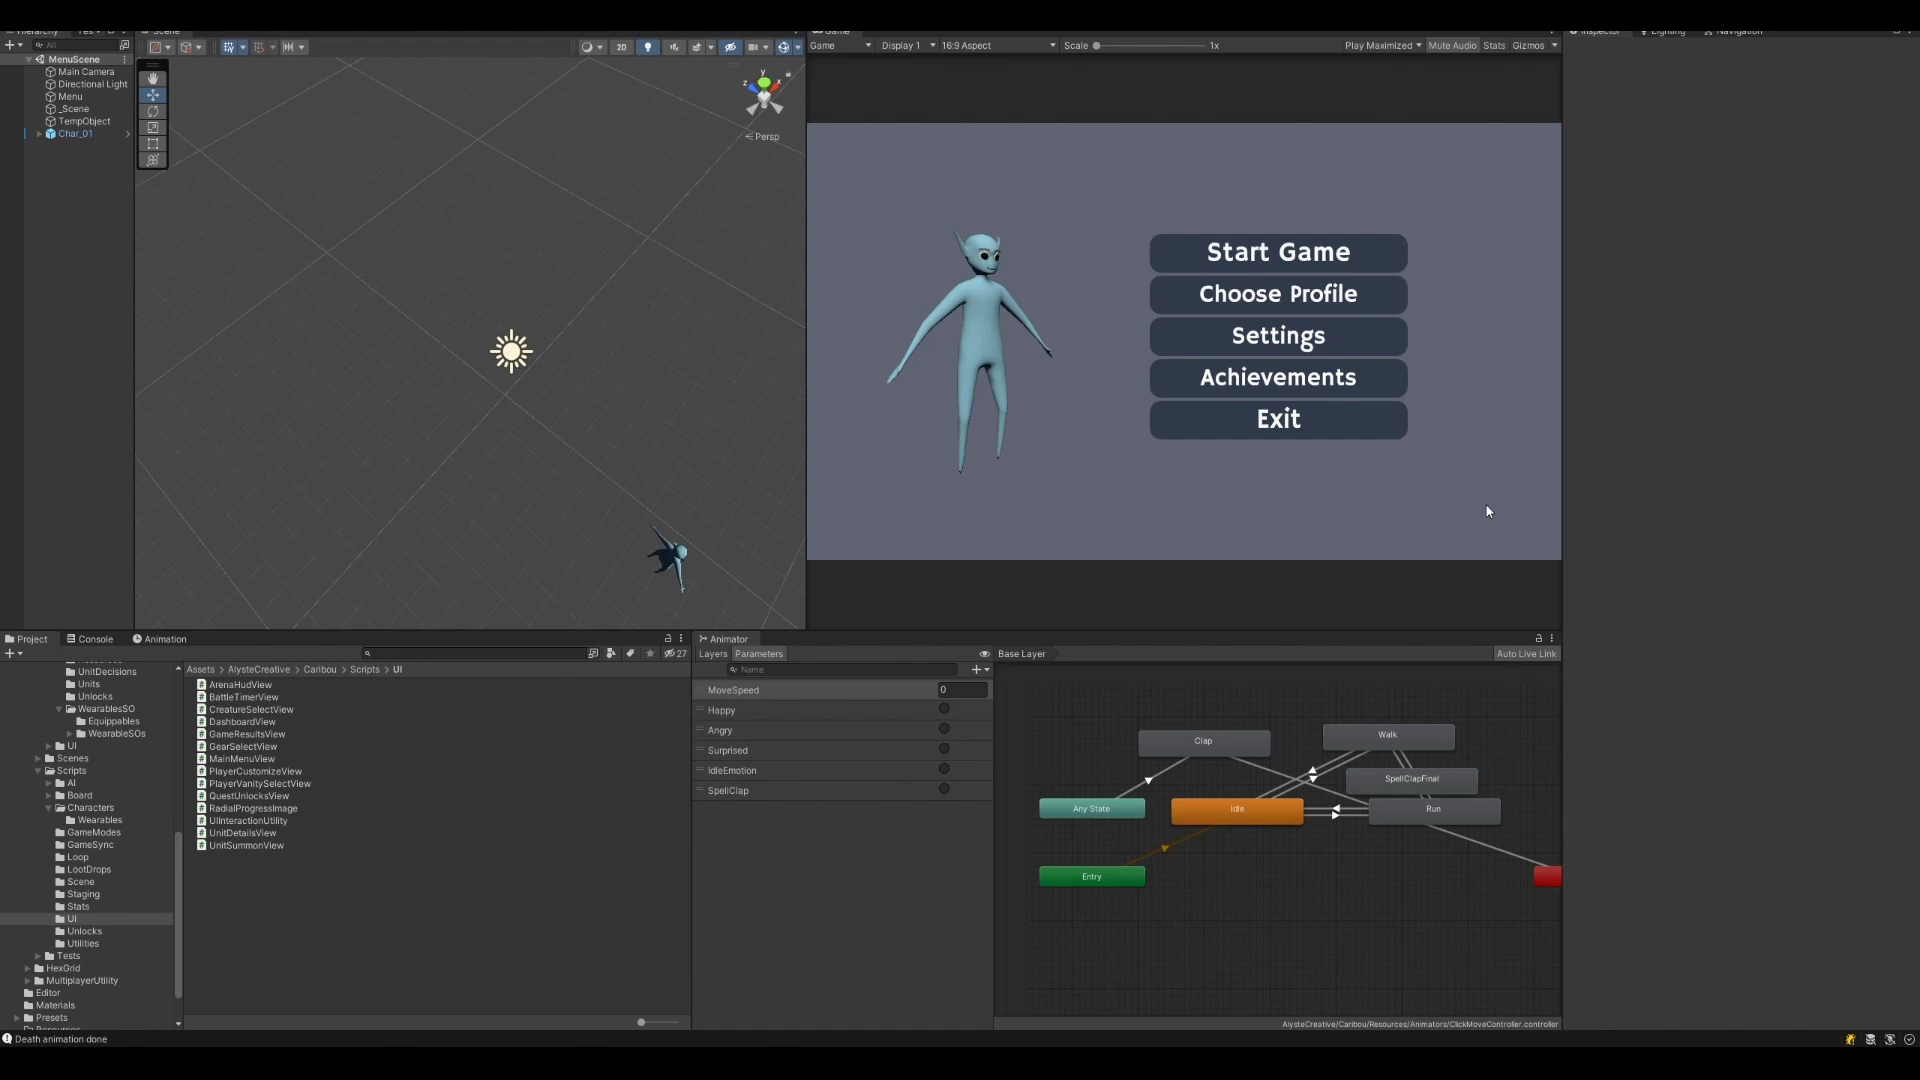 Hierarchy
Scene
Game
Inspector
Lighting
Navigation
All
2D
Game
Display 1
16:9 Aspect
Scale
1x
Play Maximized
Mute Audio
Stats
Gizmos
MenuScene
Main Camera
Directional Light
Menu
_Scene
TempObject
Char_01
y
x
z
Persp
Start Game
Choose Profile
Settings
Achievements
Exit
Project
Console
Animation
27
UnitDecisions
Units
Unlocks
WearablesSO
Equippables
WearableSOs
UI
Scenes
Scripts
AI
Board
Characters
Wearables
GameModes
GameSync
Loop
LootDrops
Scene
Staging
Stats
UI
Unlocks
Utilities
Tests
HexGrid
MultiplayerUtility
Editor
Materials
Presets
Resources
Assets > AlysteCreative > Caribou > Scripts > UI
ArenaHudView
BattleTimerView
CreatureSelectView
DashboardView
GameResultsView
GearSelectView
MainMenuView
PlayerCustomizeView
PlayerVanitySelectView
QuestUnlocksView
RadialProgressImage
UIInteractionUtility
UnitDetailsView
UnitSummonView
Animator
Layers
Parameters
Base Layer
Auto Live Link
Name
MoveSpeed
0
Happy
Angry
Surprised
IdleEmotion
SpellClap
Clap
Walk
SpellClapFinal
Any State
Idle
Run
Entry
AlysteCreative/Caribou/Resources/Animators/ClickMoveController.controller
Death animation done